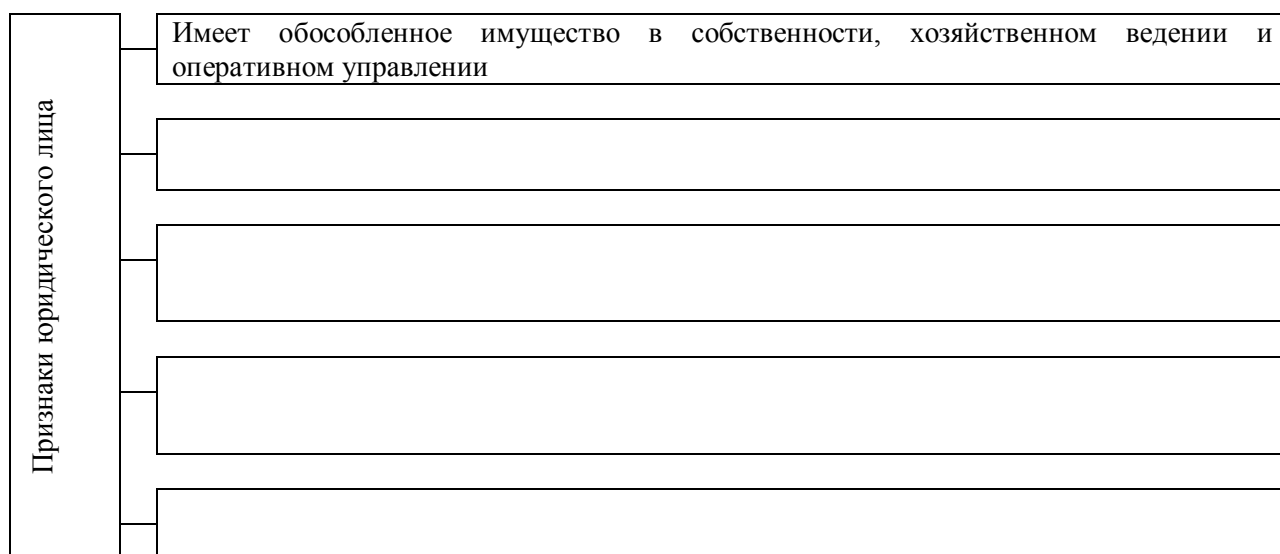 Признаки юридического лица
Имеет обособленное имущество в собственности, хозяйственном ведении и
оперативном управлении